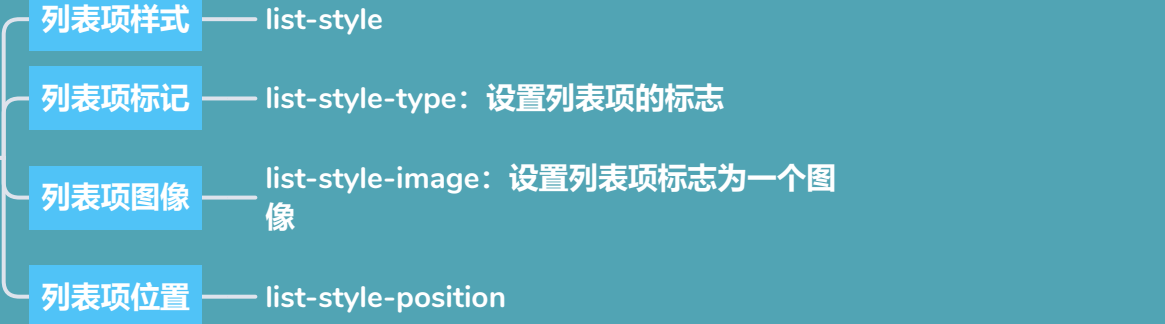 列表项样式 list-style
列表项标记 list-style-type：设置列表项的标志
列表项图像 list-style-image：设置列表项标志为一个图
像
列表项位置 list-style-position